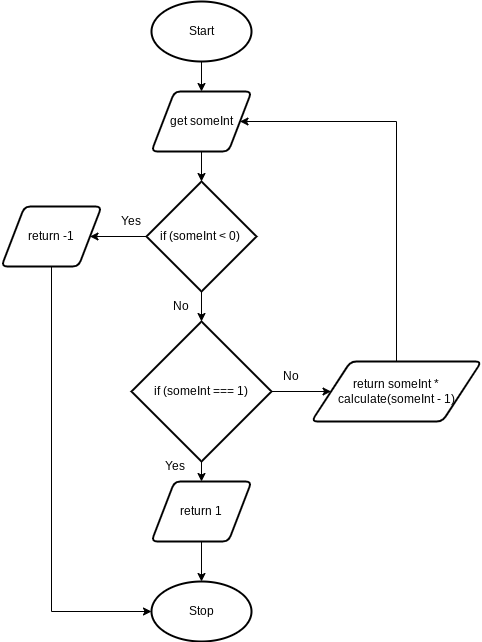 Start
get someInt
Yes
return -1
if (someInt < 0)
No
if (someInt === 1)
No
return someInt *
calculate(someInt - 1)
Yes
return 1
Stop